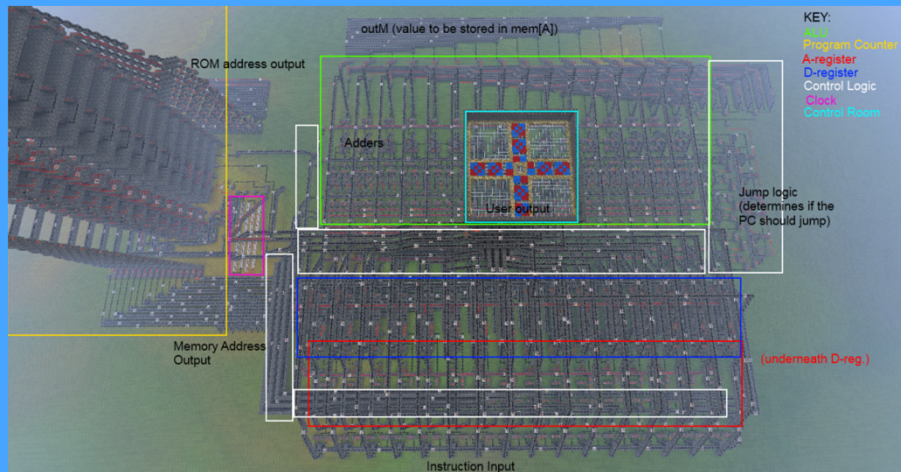 outM (value to be stored in mem[A])
KEY:
ALU
Program Counter
A-register
D-register
Control Logic
Clock
Control Room
ROM address output
Adders
User output
Jump logic
(determines if the
PC should jump)
Memory Address
Output
(underneath D-reg.)
Instruction Input